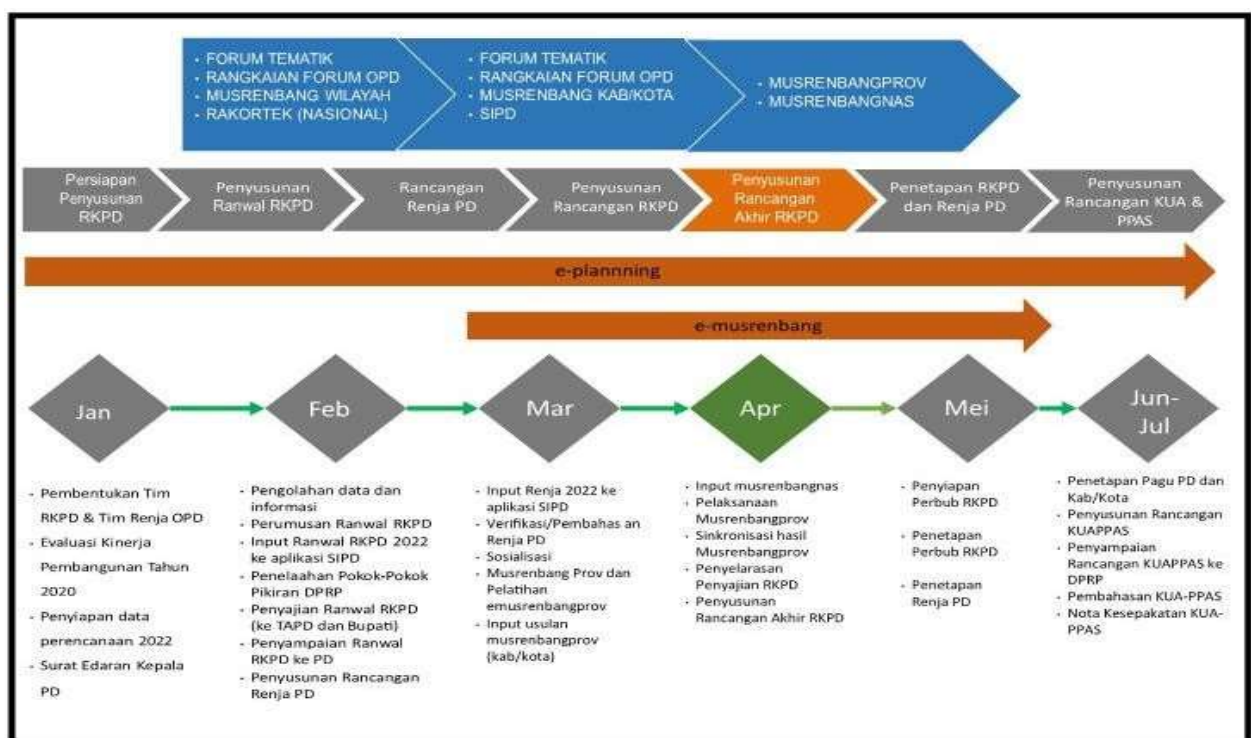 - FORUM TEMATIK
- RANGKAIAN FORUM OPD
- MUSRENBANG WILAYAH
- RAKORTEK (NASIONAL)
- FORUM TEMATIK
- RANGKAIAN FORUM OPD
- MUSRENBANG KAB/KOTA
- SIPD
- MUSRENBANGPROV
- MUSRENBANGNAS
Persiapan
Penyusunan
RKPD
Penyusunan
Ranwal RKPD
Rancangan
Renja PD
Penyusunan
Rancangan RKPD
Penyusunan
Rancangan
Akhir RKPD
Penetapan RKPD
dan Renja PD
Penyusunan
Rancangan KUA &
PPAS
e-plannning
e-musrenbang
Jan
Feb
Mar
Apr
Mei
Jun-
Jul
- Pembentukan Tim
RKPD & Tim Renja OPD
- Evaluasi Kinerja
Pembangunan Tahun
2020
- Penyiapan data
perencanaan 2022
- Surat Edaran Kepala
PD
- Pengolahan data dan
informasi
- Perumusan Ranwal RKPD
- Input Ranwal RKPD 2022
ke aplikasi SIPD
- Penelaahan Pokok-Pokok
Pikiran DPRP
- Penyajian Ranwal RKPD
(ke TAPD dan Bupati)
- Penyampaian Ranwal
RKPD ke PD
- Penyusunan Rancangan
Renja PD
- Input Renja 2022 ke
aplikasi SIPD
- Verifikasi/Pembahas an
Renja PD
- Sosialisasi
- Musrenbang Prov dan
Pelatihan
emusrenbangprov
- Input usulan
musrenbangprov
(kab/kota)
- Input musrenbangnas
- Pelaksanaan
Musrenbangprov
- Sinkronisasi hasil
Musrenbangprov
- Penyelarasan
Penyajian RKPD
- Penyusunan
Rancangan Akhir RKPD
- Penyiapan
Perbub RKPD
- Penetapan
Perbub RKPD
- Penetapan
Renja PD
- Penetapan Pagu PD dan
Kab/Kota
- Penyusunan Rancangan
KUAPPAS
- Penyampaian
Rancangan KUAPPAS ke
DPRP
- Pembahasan KUA-PPAS
- Nota Kesepakatan KUA-
PPAS